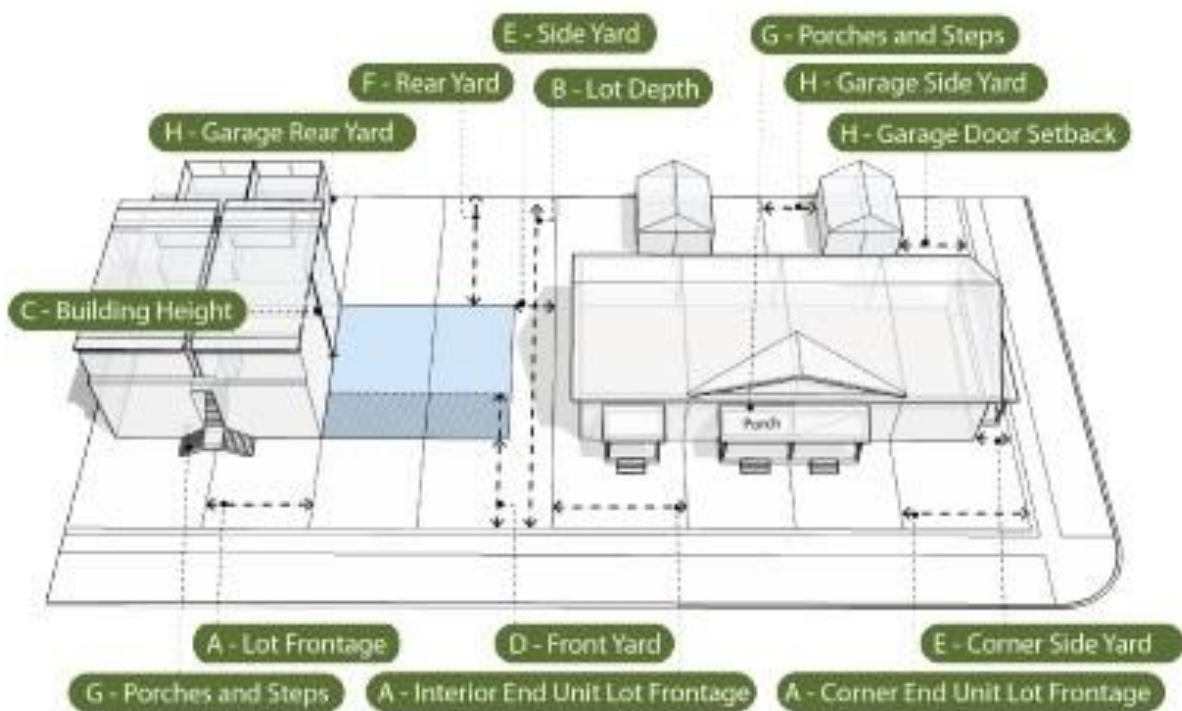 E - Side Yard
G - Porches and Steps
F - Rear Yard
B - Lot Depth
H - Garage Side Yard
H - Garage Rear Yard
H - Garage Door Setback
C - Building Height
Porch
A - Lot Frontage
D - Front Yard
E - Corner Side Yard
G - Porches and Steps
A - Interior End Unit Lot Frontage
A - Corner End Unit Lot Frontage